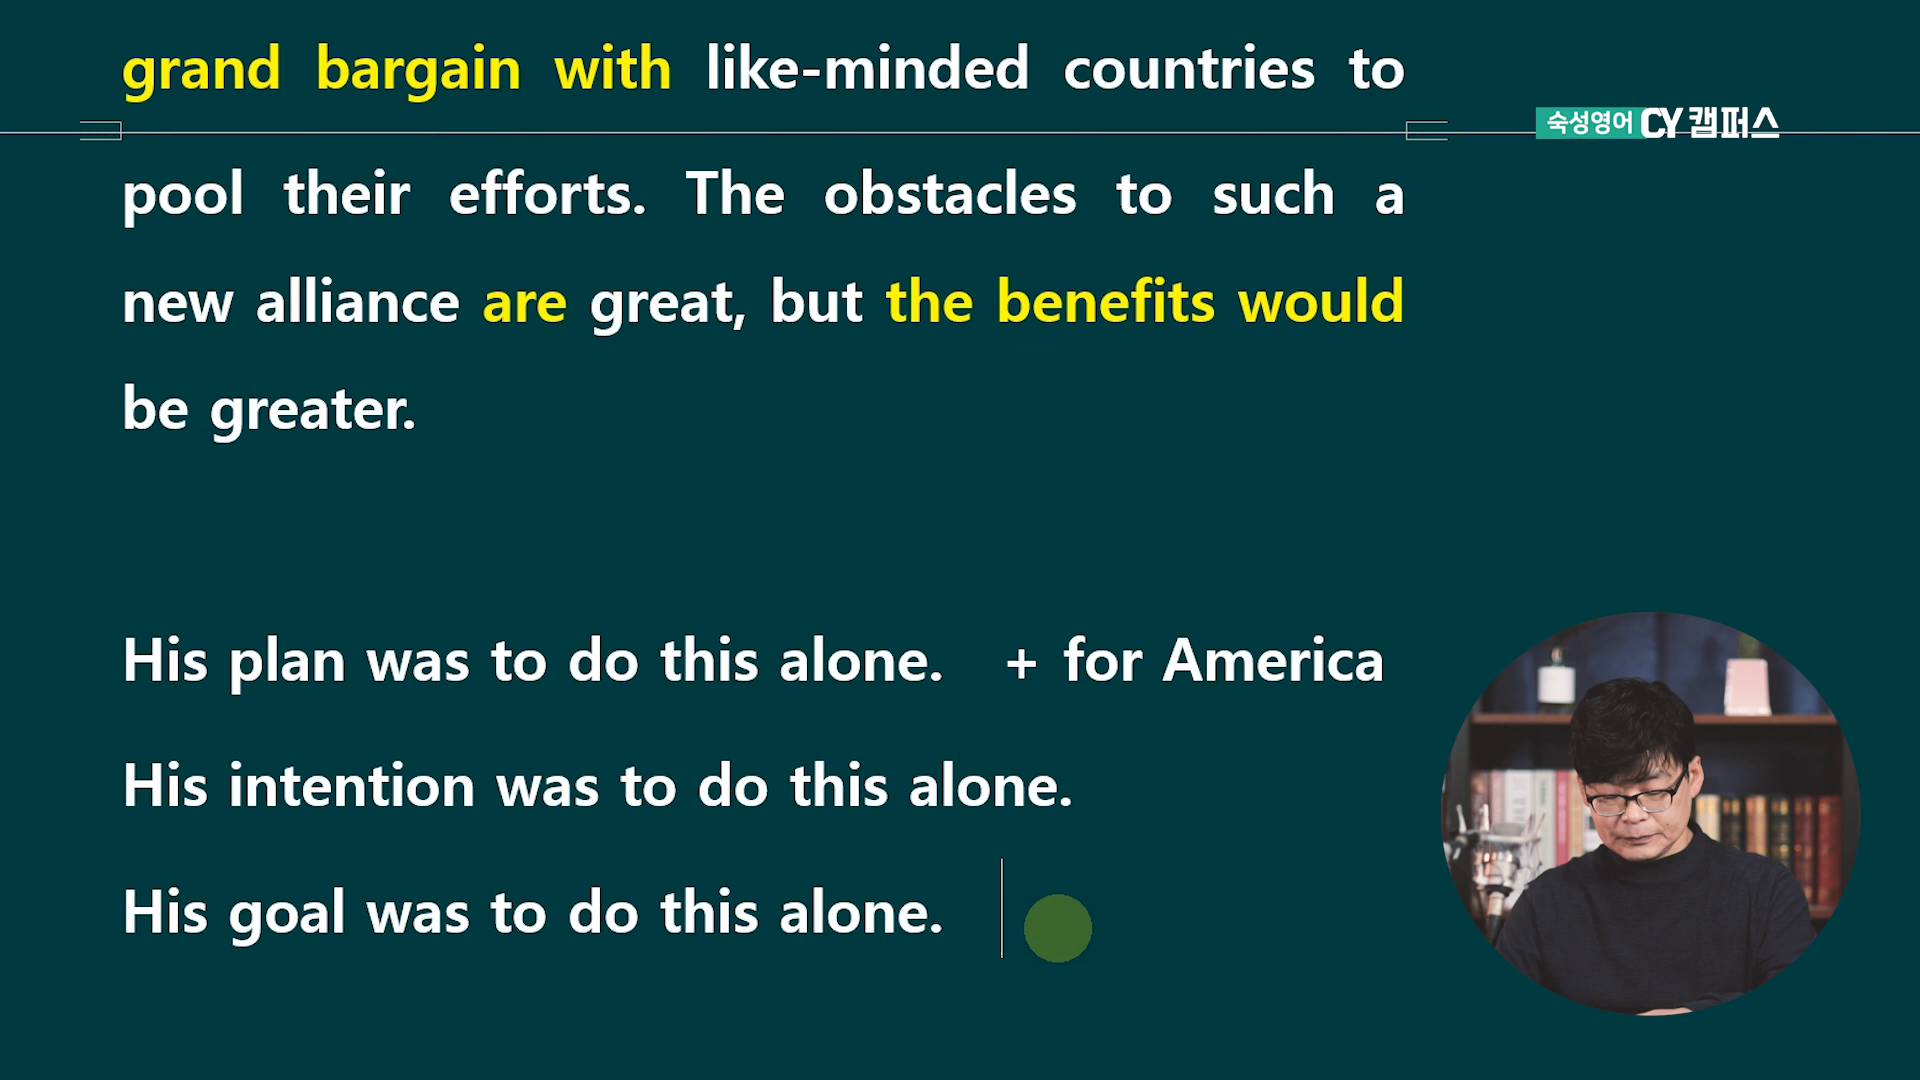 grand bargain with like-minded countries to
숙성영어 CY캠퍼스
pool their efforts. The obstacles to such a
new alliance are great, but the benefits would
be greater.
His plan was to do this alone. + for America
His intention was to do this alone.
His goal was to do this alone.